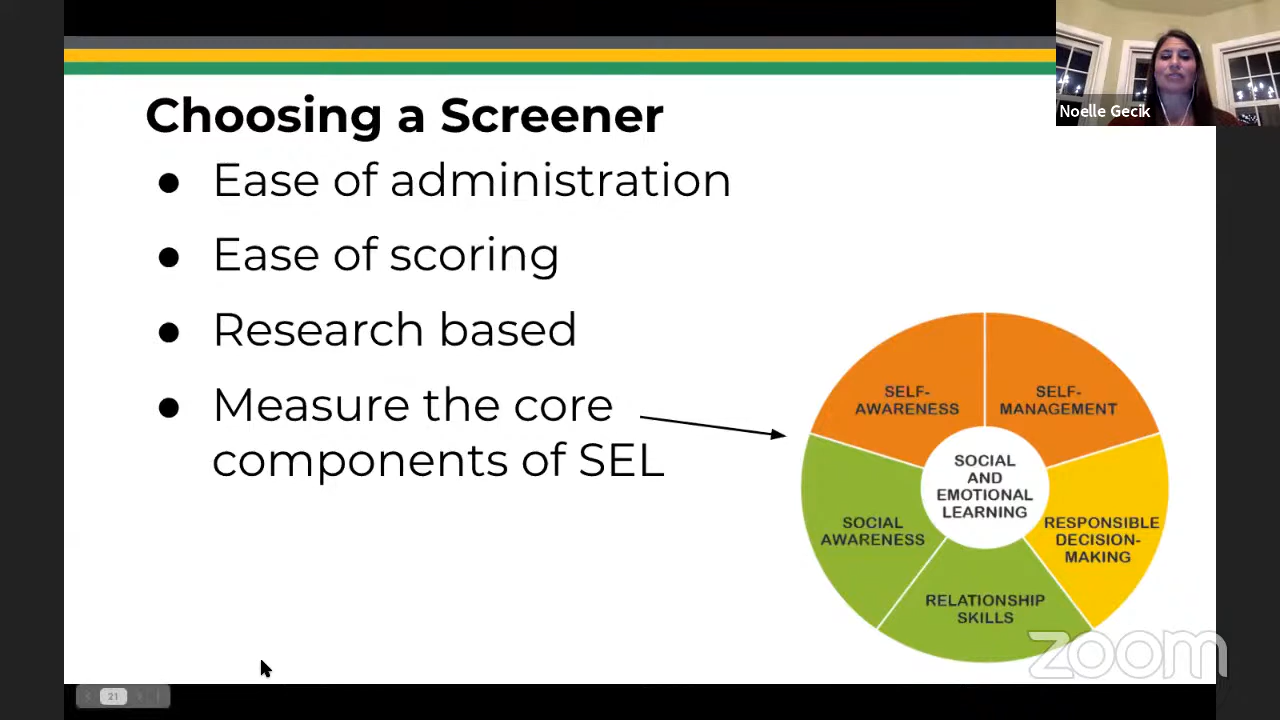 Noelle Gecik
Choosing a Screener
● Ease of administration
● Ease of scoring
● Research based
● Measure the core
components of SEL
SELF-
AWARENESS
SELF-
MANAGEMENT
SOCIAL
AND
EMOTIONAL
LEARNING
SOCIAL
AWARENESS
RESPONSIBLE
DECISION-
MAKING
RELATIONSHIP
SKILLS
zoom
21